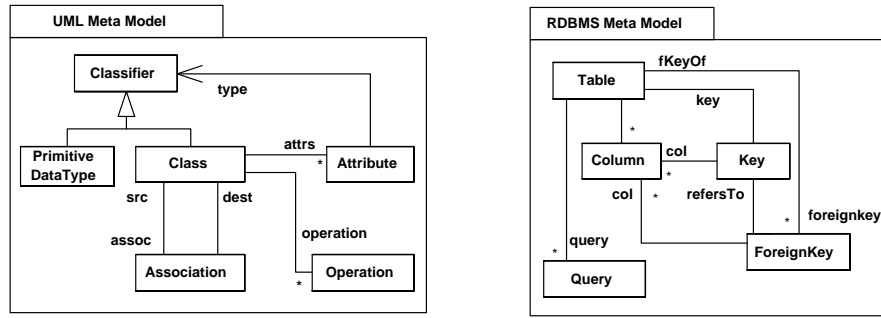 UML Meta Model
Classifier
type
attrs
Primitive
DataType
Class
*
Attribute
src
dest
operation
assoc
Association
*
Operation
RDBMS Meta Model
fKeyOf
Table
key
*
Column
col
*
Key
col
*
refersTo
*
foreignkey
query
*
ForeignKey
Query